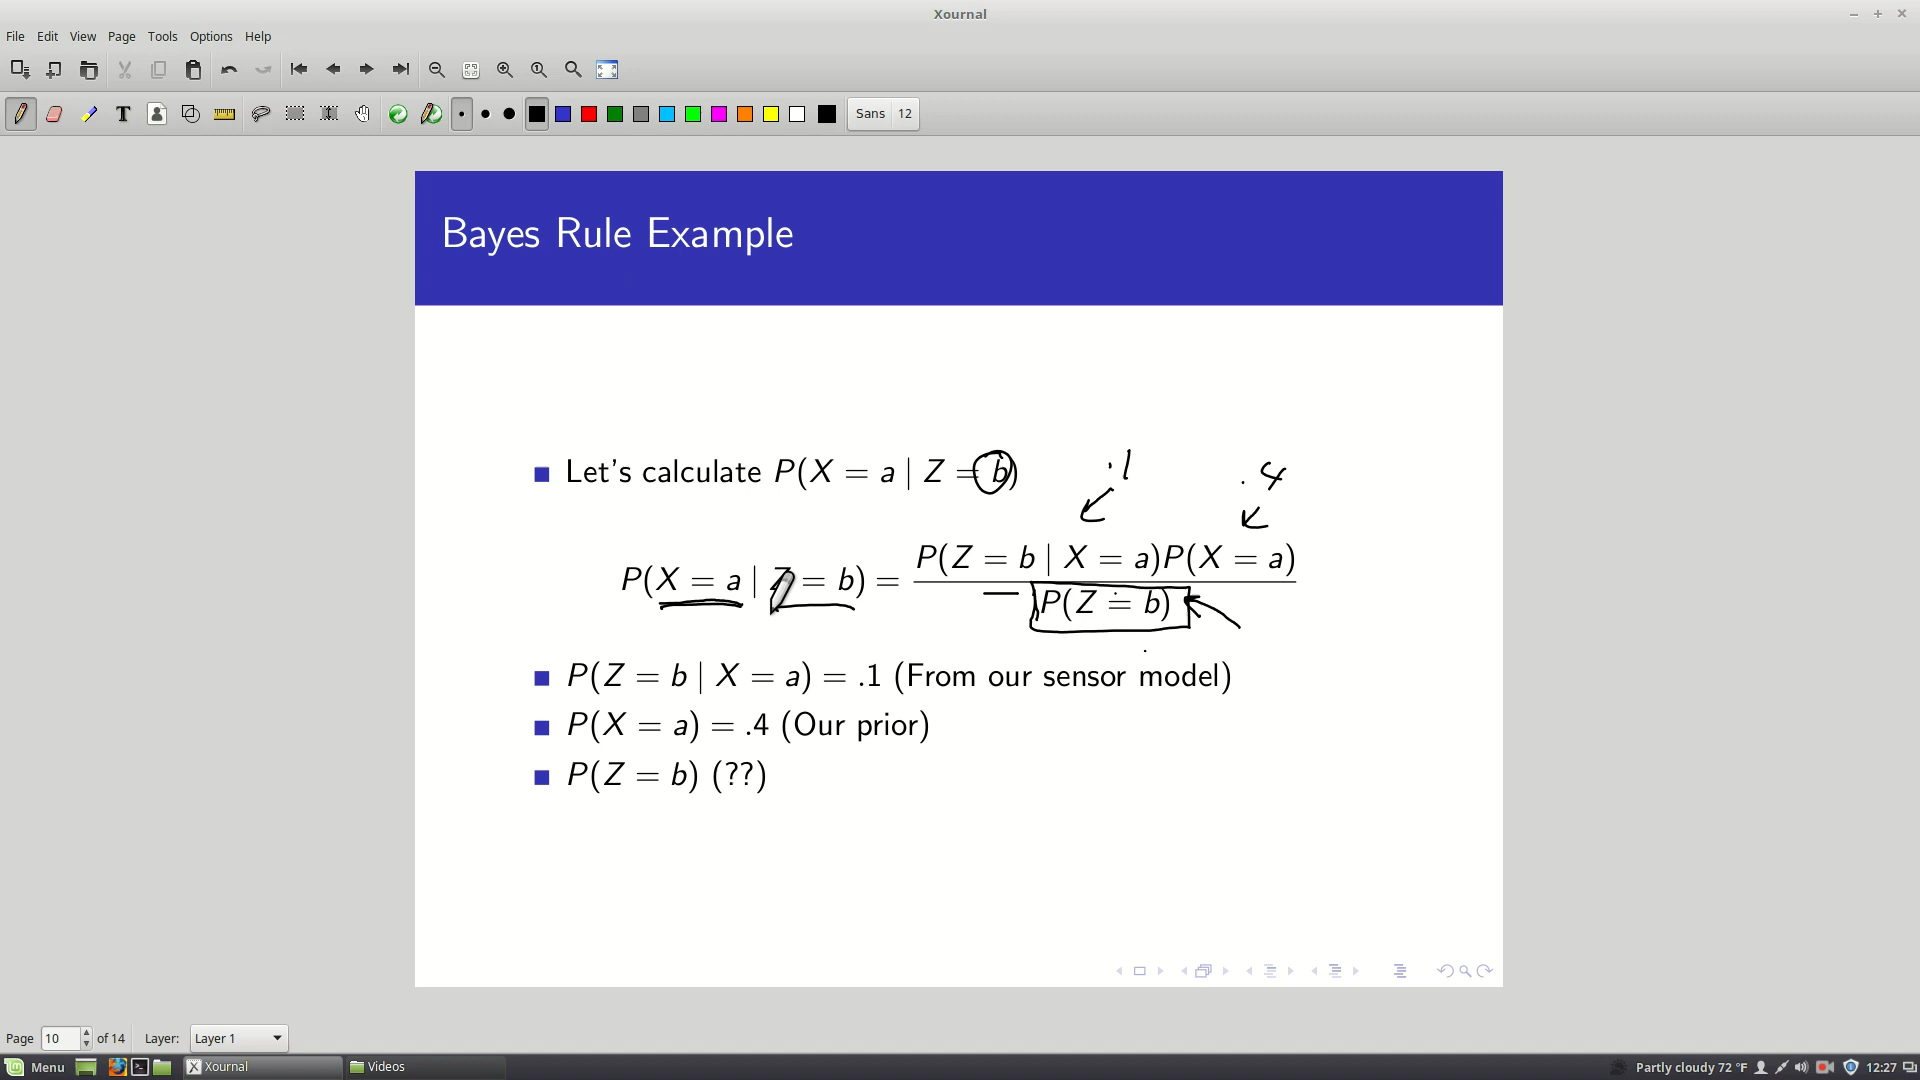 Xournal
File Edit View Page Tools Options Help
Sans 12
Bayes Rule Example
Let's calculate P(X = a | Z = b)
.1 .4
P(X = a | Z = b) = P(Z = b | X = a)P(X = a)
P(Z = b)
P(Z = b | X = a) = .1 (From our sensor model)
P(X = a) = .4 (Our prior)
P(Z = b) (??)
Page 10 of 14 Layer: Layer 1
Menu Xournal Videos Partly cloudy 72 °F 12:27